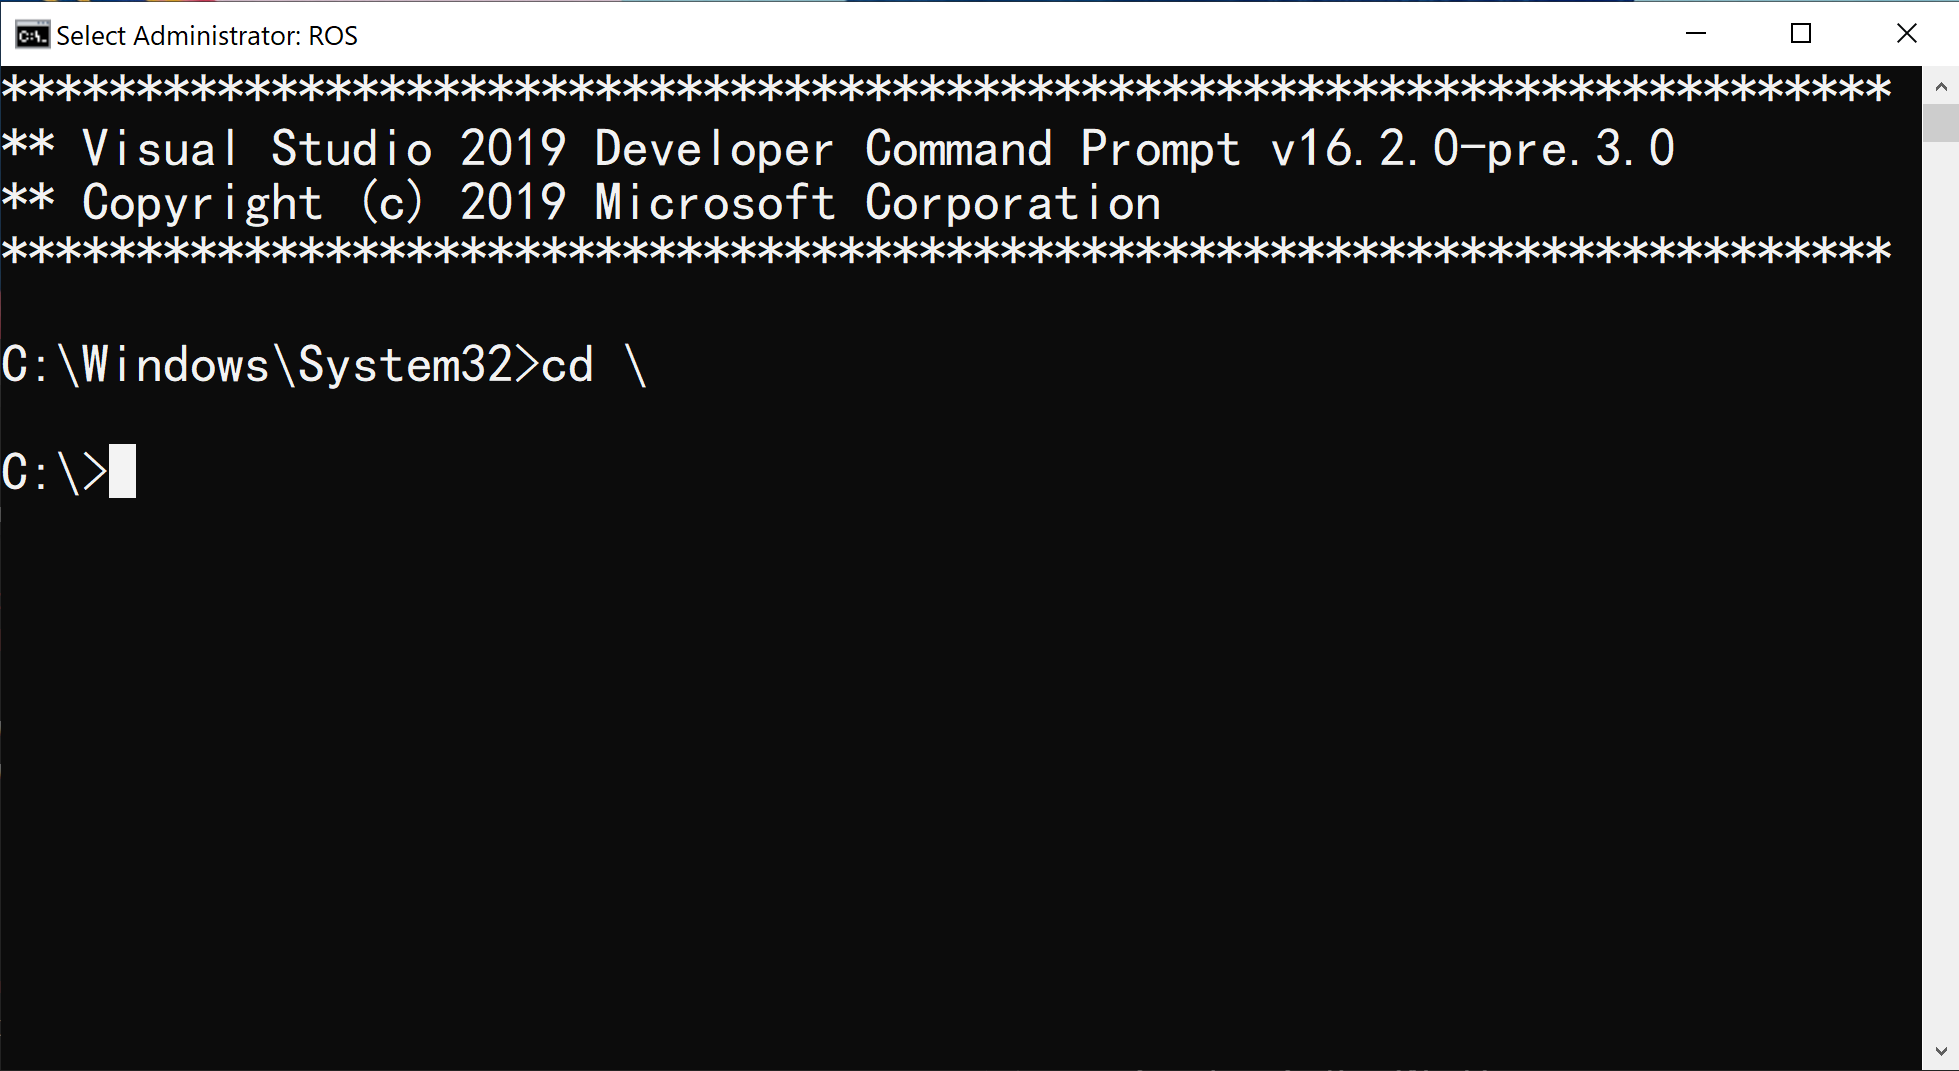 Select Administrator: ROS
**********************************************************************
** Visual Studio 2019 Developer Command Prompt v16.2.0-pre.3.0
** Copyright (c) 2019 Microsoft Corporation
**********************************************************************
C:\Windows\System32>cd \
C:\>